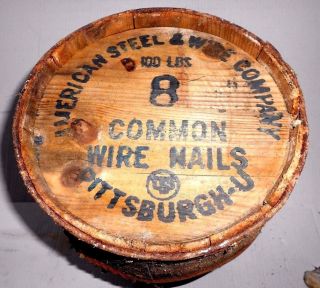 AMERICAN STEEL & WIRE COMPANY
100 LBS
8
COMMON
WIRE NAILS
PITTSBURGH-U